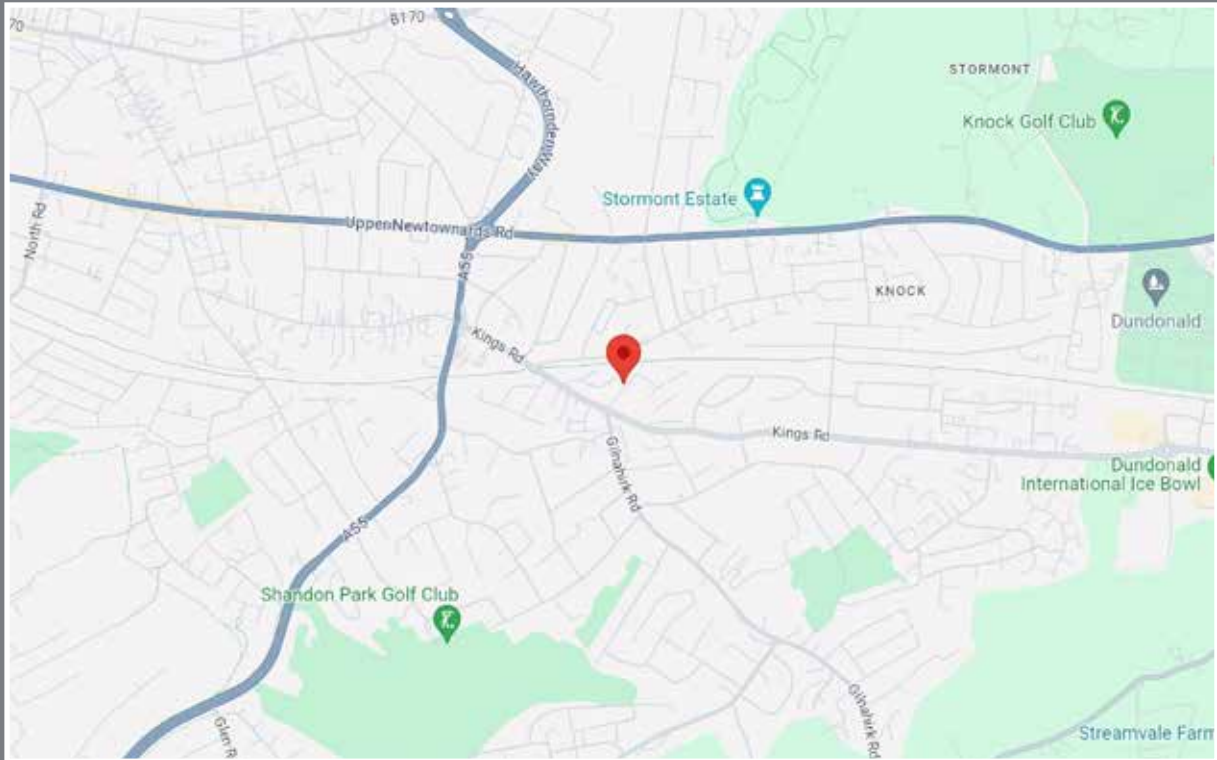 70
B170
Hawthornden Way
STORMONT
Knock Golf Club
Stormont Estate
North Rd
Upper Newtownards Rd
A55
KNOCK
Dundonald
Kings Rd
Kings Rd
Gilnahirk Rd
Dundonald
International Ice Bowl
A55
Shandon Park Golf Club
Gilnahirk Rd
Glen R
Streamvale Farm